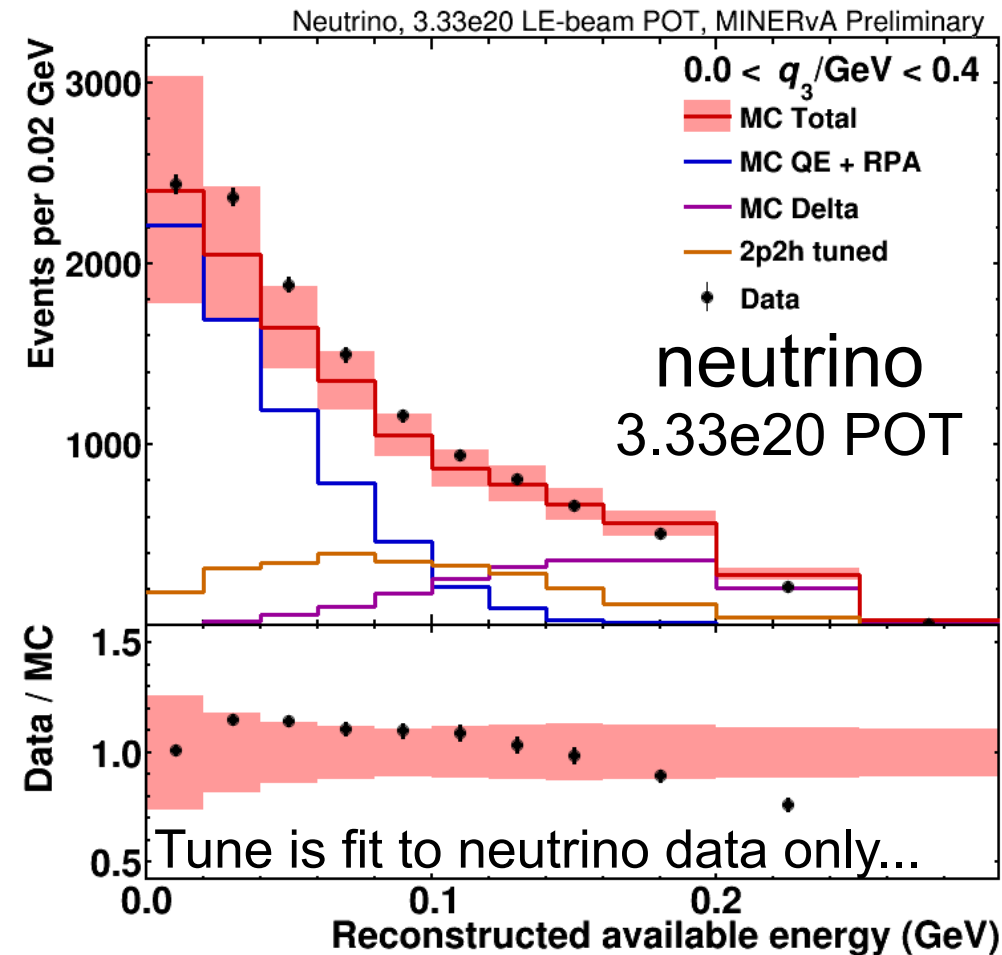 Neutrino, 3.33e20 LE-beam POT, MINERvA Preliminary
Events per 0.02 GeV
3000
2000
1000
0.0 < q3/GeV < 0.4
MC Total
MC QE + RPA
MC Delta
2p2h tuned
Data
neutrino
3.33e20 POT
Data / MC
1.5
1.0
0.5
Tune is fit to neutrino data only...
0.0 0.1 0.2
Reconstructed available energy (GeV)